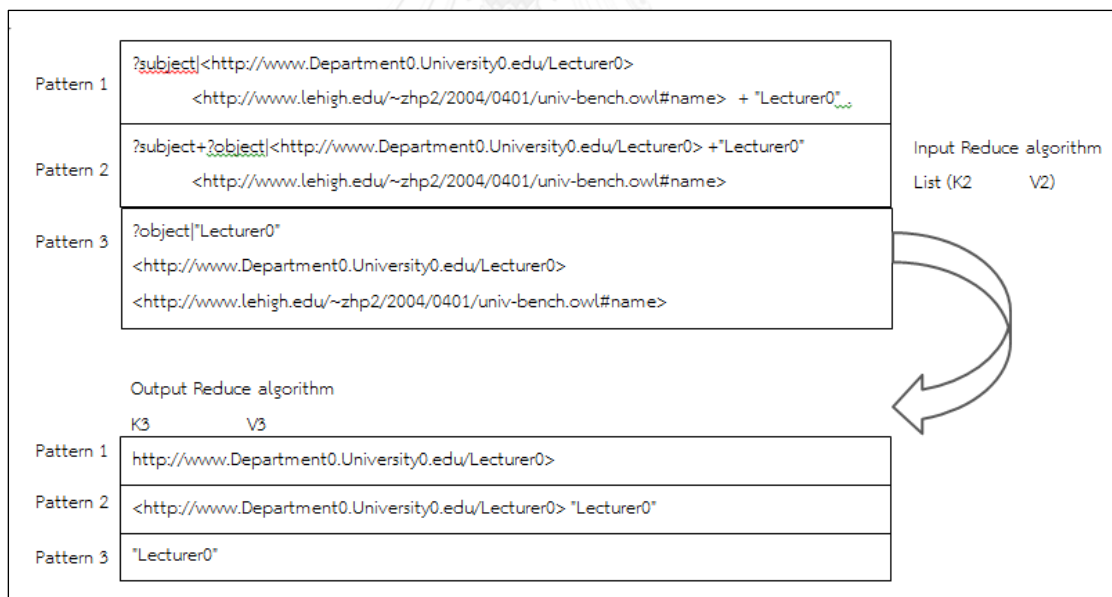 Pattern 1
?subject|<http://www.Department0.University0.edu/Lecturer0>
<http://www.lehigh.edu/~zhp2/2004/0401/univ-bench.owl#name> + "Lecturer0" .
Pattern 2
?subject+?object|<http://www.Department0.University0.edu/Lecturer0> +"Lecturer0"
<http://www.lehigh.edu/~zhp2/2004/0401/univ-bench.owl#name>
Input Reduce algorithm
List (K2 V2)
Pattern 3
?object|"Lecturer0"
<http://www.Department0.University0.edu/Lecturer0>
<http://www.lehigh.edu/~zhp2/2004/0401/univ-bench.owl#name>
Output Reduce algorithm
K3 V3
Pattern 1
http://www.Department0.University0.edu/Lecturer0>
Pattern 2
<http://www.Department0.University0.edu/Lecturer0> "Lecturer0"
Pattern 3
"Lecturer0"